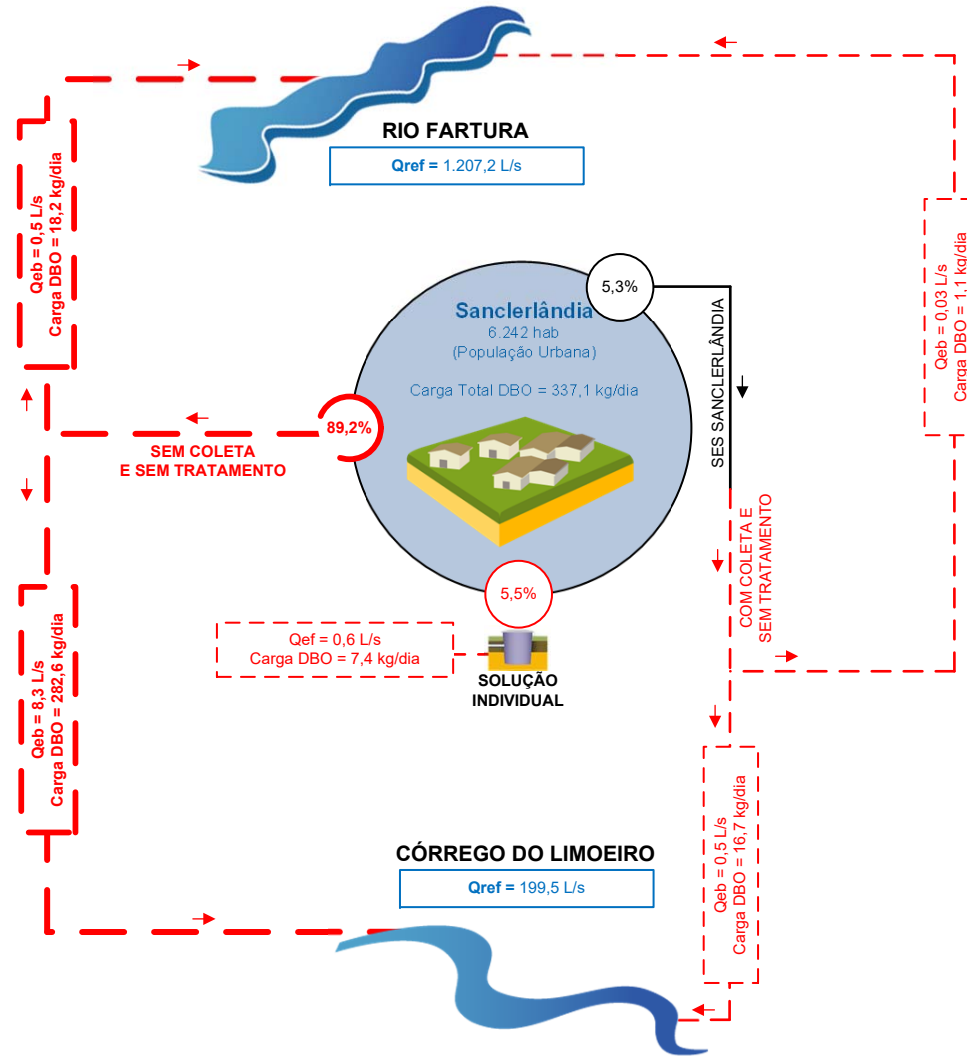 RIO FARTURA
Qref = 1.207,2 L/s
Qeb = 0,5 L/s
Carga DBO = 18,2 kg/dia
Qeb = 0,03 L/s
Carga DBO = 1,1 kg/dia
5,3%
Sanclerlândia
6.242 hab
(População Urbana)
Carga Total DBO = 337,1 kg/dia
SES SANCLERLÂNDIA
89,2%
SEM COLETA
E SEM TRATAMENTO
COM COLETA E
SEM TRATAMENTO
5,5%
Qef = 0,6 L/s
Carga DBO = 7,4 kg/dia
SOLUÇÃO
INDIVIDUAL
Qeb = 8,3 L/s
Carga DBO = 282,6 kg/dia
Qeb = 0,5 L/s
Carga DBO = 16,7 kg/dia
CÓRREGO DO LIMOEIRO
Qref = 199,5 L/s